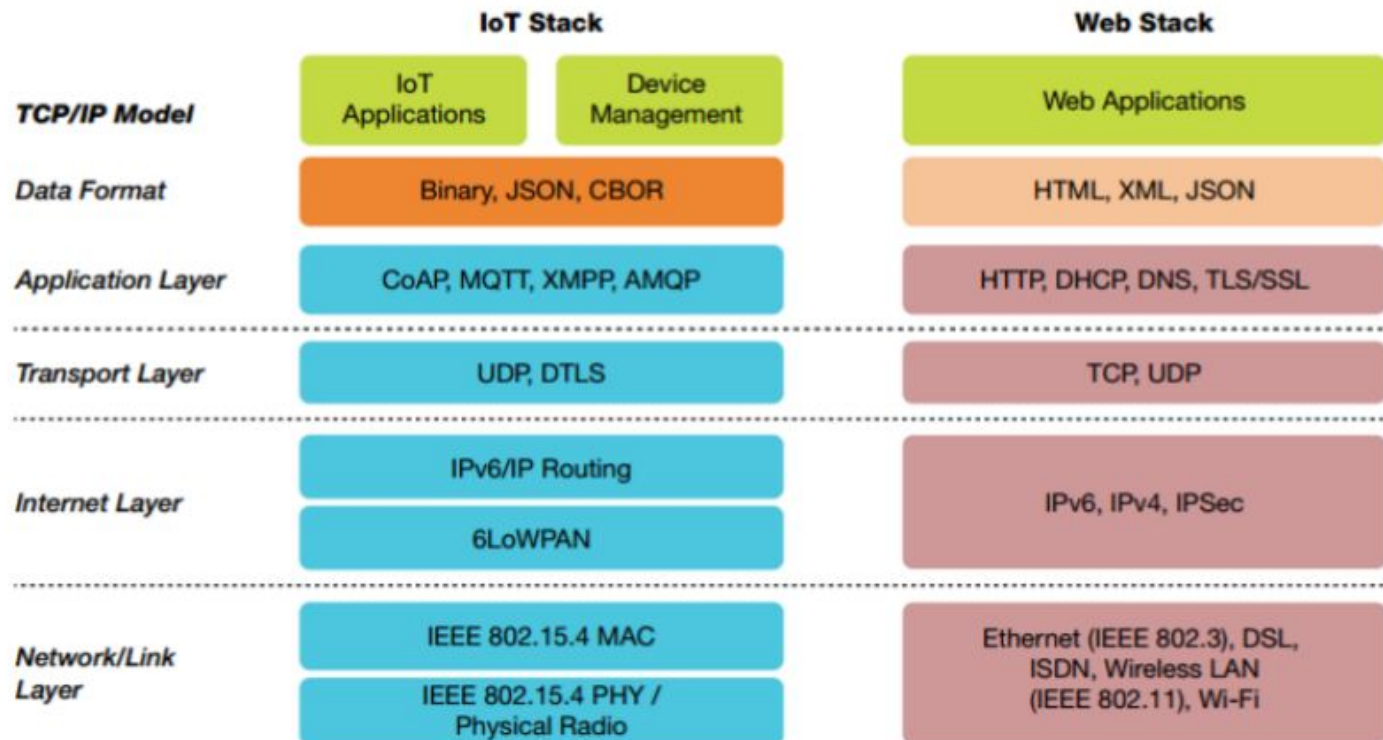 IoT Stack
Web Stack
TCP/IP Model
IoT
Applications
Device
Management
Web Applications
Data Format
Binary, JSON, CBOR
HTML, XML, JSON
Application Layer
CoAP, MQTT, XMPP, AMQP
HTTP, DHCP, DNS, TLS/SSL
Transport Layer
UDP, DTLS
TCP, UDP
Internet Layer
IPv6/IP Routing
6LoWPAN
IPv6, IPv4, IPSec
Network/Link
Layer
IEEE 802.15.4 MAC
IEEE 802.15.4 PHY /
Physical Radio
Ethernet (IEEE 802.3), DSL,
ISDN, Wireless LAN
(IEEE 802.11), Wi-Fi